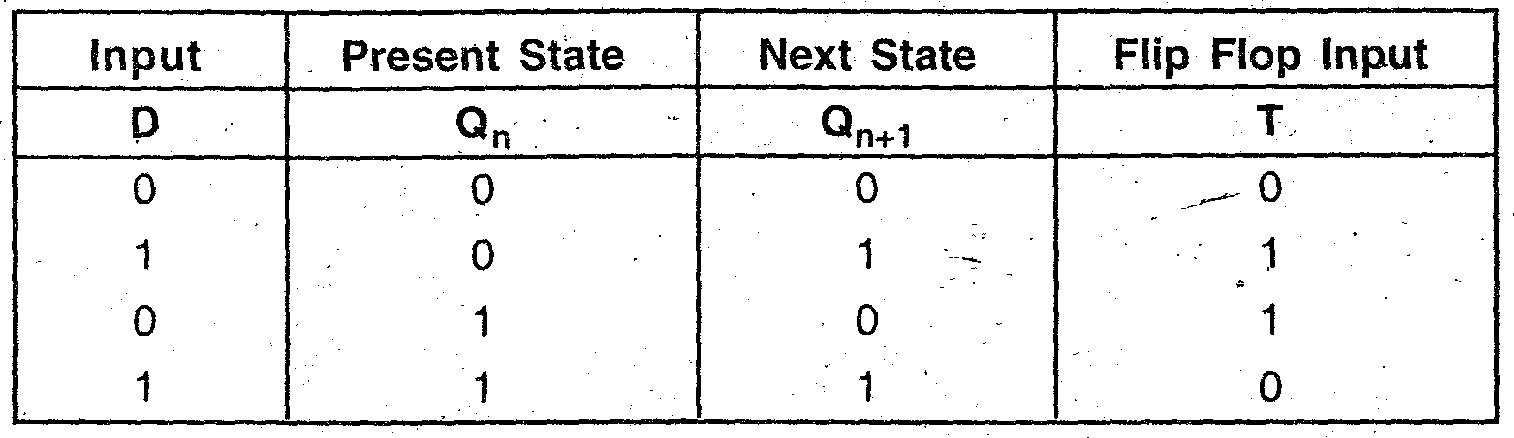 Input Present State Next State Flip Flop Input
D Qn Qn+1 T
0 0 0 0
1 0 1 1
0 1 0 1
1 1 1 0